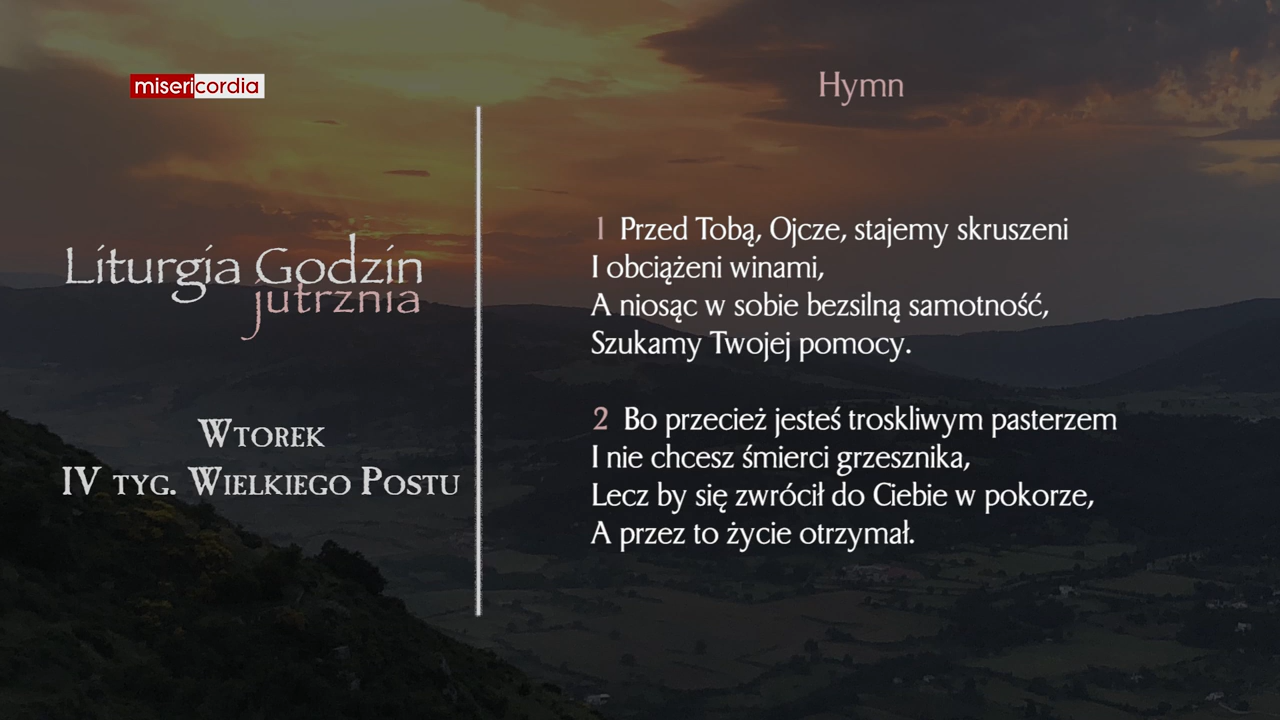 misericordia
Liturgia Godzin
jutrznia
Wtorek
IV tyg. Wielkiego Postu
Hymn
1 Przed Tobą, Ojcze, stajemy skruszeni
I obciążeni winami,
A niosąc w sobie bezsilną samotność,
Szukamy Twojej pomocy.
2 Bo przecież jesteś troskliwym pasterzem
I nie chcesz śmierci grzesznika,
Lecz by się zwrócił do Ciebie w pokorze,
A przez to życie otrzymał.